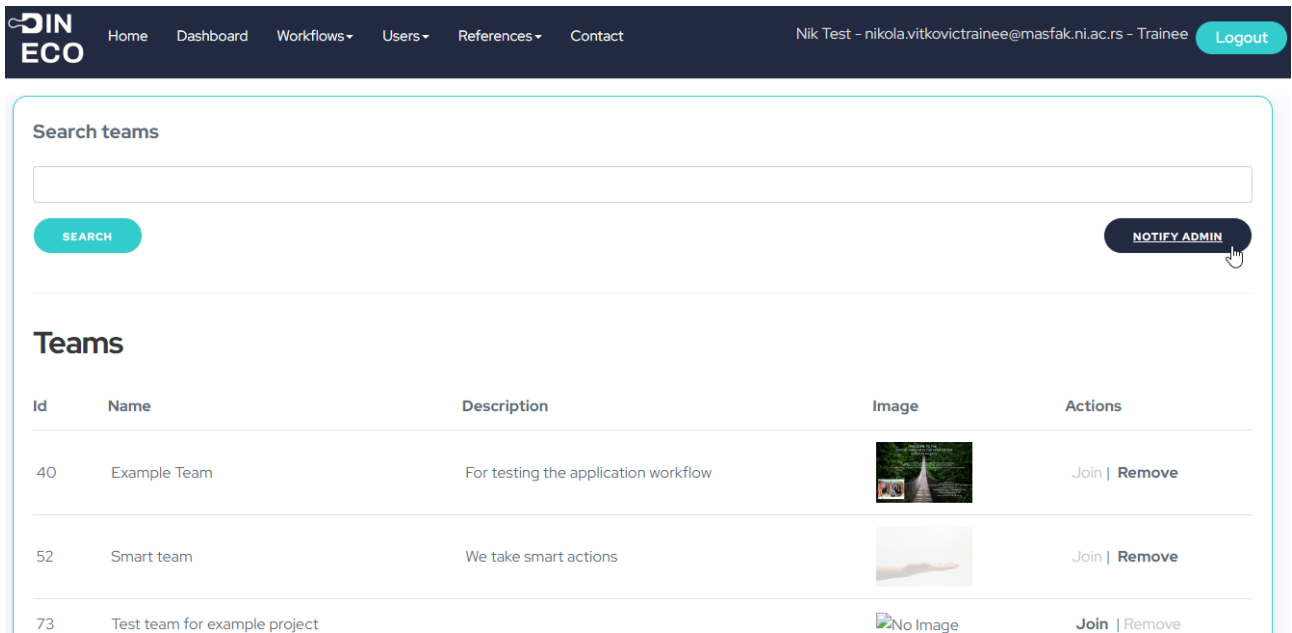 DIN
ECO
Home Dashboard Workflows Users References Contact Nik Test - nikola.vitkovictrainee@masfak.ni.ac.rs - Trainee Logout
Search teams
SEARCH NOTIFY ADMIN
Teams
Id Name Description Image Actions
40 Example Team For testing the application workflow Join | Remove
52 Smart team We take smart actions Join | Remove
73 Test team for example project No Image Join | Remove